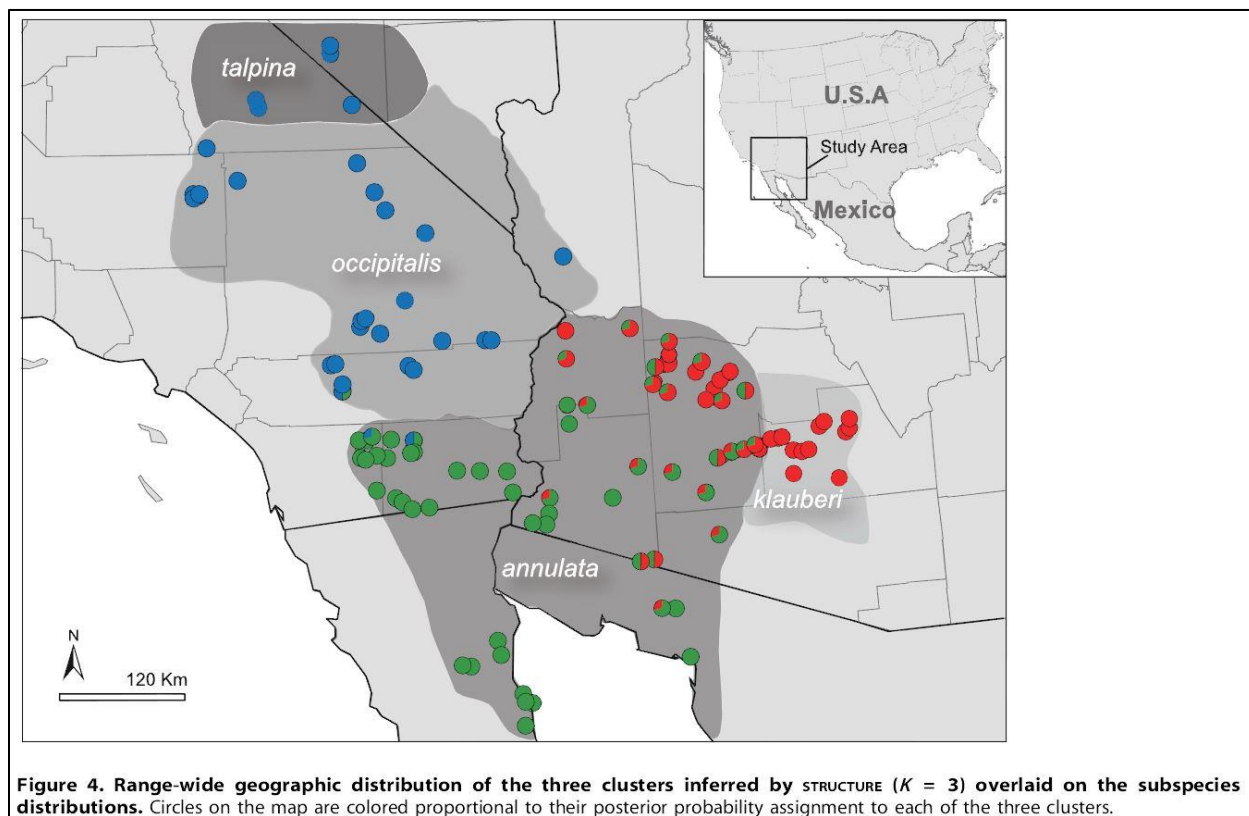 talpina
U.S.A
Study Area
Mexico
occipitalis
klauberi
annulata
N
120 Km
Figure 4. Range-wide geographic distribution of the three clusters inferred by STRUCTURE (K = 3) overlaid on the subspecies
distributions. Circles on the map are colored proportional to their posterior probability assignment to each of the three clusters.